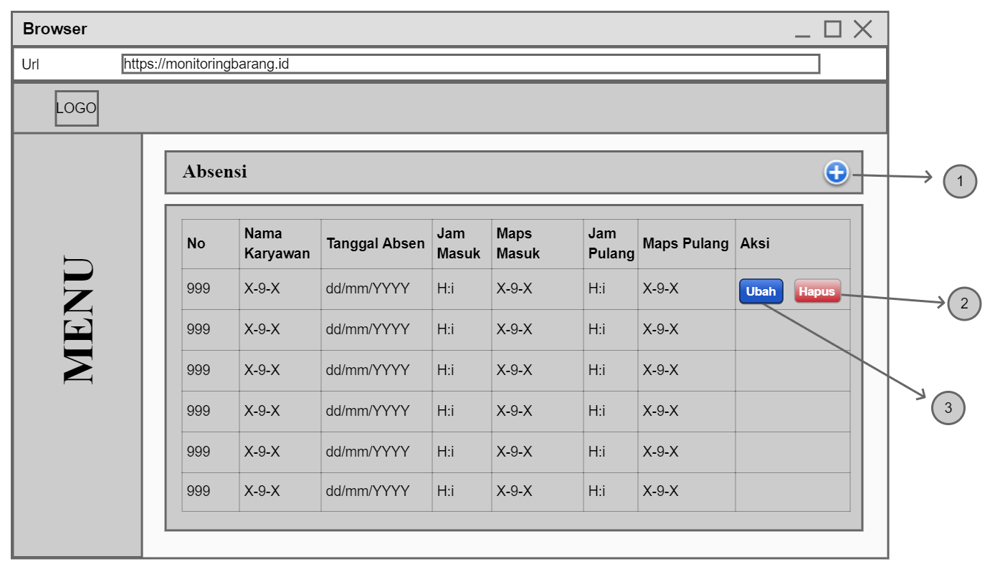 Browser
Url https://monitoringbarang.id
LOGO
MENU
Absensi
1
No Nama Karyawan Tanggal Absen Jam Masuk Maps Masuk Jam Pulang Maps Pulang Aksi
999 X-9-X dd/mm/YYYY H:i X-9-X H:i X-9-X Ubah Hapus
2
999 X-9-X dd/mm/YYYY H:i X-9-X H:i X-9-X
999 X-9-X dd/mm/YYYY H:i X-9-X H:i X-9-X
999 X-9-X dd/mm/YYYY H:i X-9-X H:i X-9-X
3
999 X-9-X dd/mm/YYYY H:i X-9-X H:i X-9-X
999 X-9-X dd/mm/YYYY H:i X-9-X H:i X-9-X